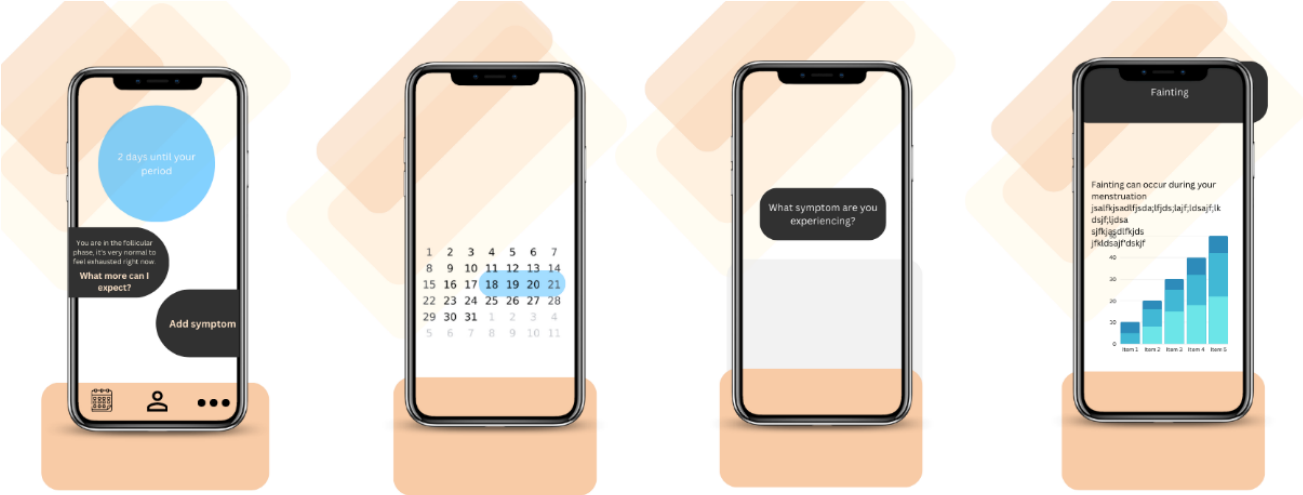 2 days until your
period
You are in the follicular
phase, it's very normal to
feel exhausted right now.
What more can I
expect?
Add symptom
1 2 3 4 5 6 7
8 9 10 11 12 13 14
15 16 17 18 19 20 21
22 23 24 25 26 27 28
29 30 31 1 2 3 4
5 6 7 8 9 10 11
What symptom are you
experiencing?
Fainting
Fainting can occur during your
menstruation
jsalfkjsadlfjsda;lfjds;lajf;ldsajf;lk
dsjf;ljdsa
sjfkjasdlfkjds
jfkldsajf'dskjf
50
40
30
20
10
0
Item 1 Item 2 Item 3 Item 4 Item 5